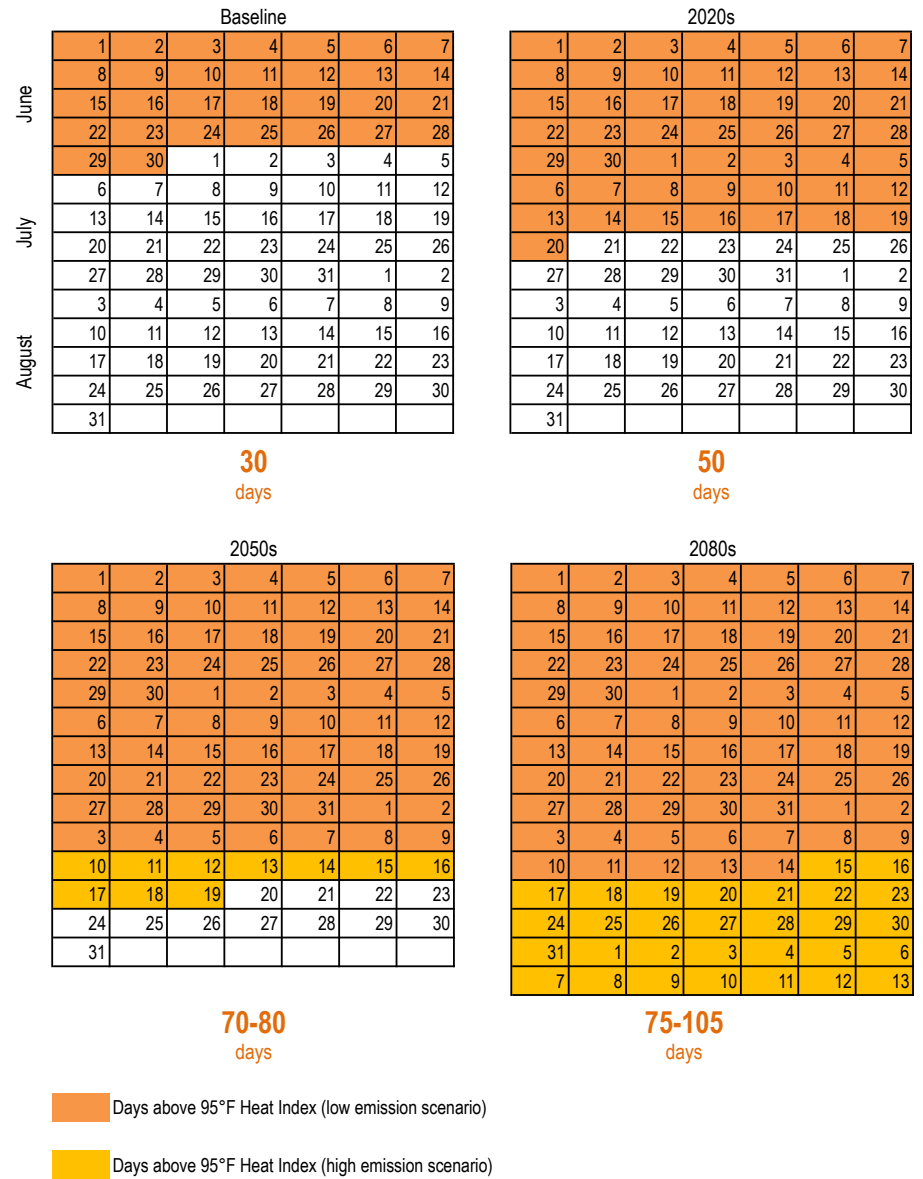 Baseline
June
July
August
1 2 3 4 5 6 7
8 9 10 11 12 13 14
15 16 17 18 19 20 21
22 23 24 25 26 27 28
29 30 1 2 3 4 5
6 7 8 9 10 11 12
13 14 15 16 17 18 19
20 21 22 23 24 25 26
27 28 29 30 31 1 2
3 4 5 6 7 8 9
10 11 12 13 14 15 16
17 18 19 20 21 22 23
24 25 26 27 28 29 30
31
30
days
2020s
1 2 3 4 5 6 7
8 9 10 11 12 13 14
15 16 17 18 19 20 21
22 23 24 25 26 27 28
29 30 1 2 3 4 5
6 7 8 9 10 11 12
13 14 15 16 17 18 19
20 21 22 23 24 25 26
27 28 29 30 31 1 2
3 4 5 6 7 8 9
10 11 12 13 14 15 16
17 18 19 20 21 22 23
24 25 26 27 28 29 30
31
50
days
2050s
1 2 3 4 5 6 7
8 9 10 11 12 13 14
15 16 17 18 19 20 21
22 23 24 25 26 27 28
29 30 1 2 3 4 5
6 7 8 9 10 11 12
13 14 15 16 17 18 19
20 21 22 23 24 25 26
27 28 29 30 31 1 2
3 4 5 6 7 8 9
10 11 12 13 14 15 16
17 18 19 20 21 22 23
24 25 26 27 28 29 30
31
70-80
days
2080s
1 2 3 4 5 6 7
8 9 10 11 12 13 14
15 16 17 18 19 20 21
22 23 24 25 26 27 28
29 30 1 2 3 4 5
6 7 8 9 10 11 12
13 14 15 16 17 18 19
20 21 22 23 24 25 26
27 28 29 30 31 1 2
3 4 5 6 7 8 9
10 11 12 13 14 15 16
17 18 19 20 21 22 23
24 25 26 27 28 29 30
31 1 2 3 4 5 6
7 8 9 10 11 12 13
75-105
days
Days above 95°F Heat Index (low emission scenario)
Days above 95°F Heat Index (high emission scenario)